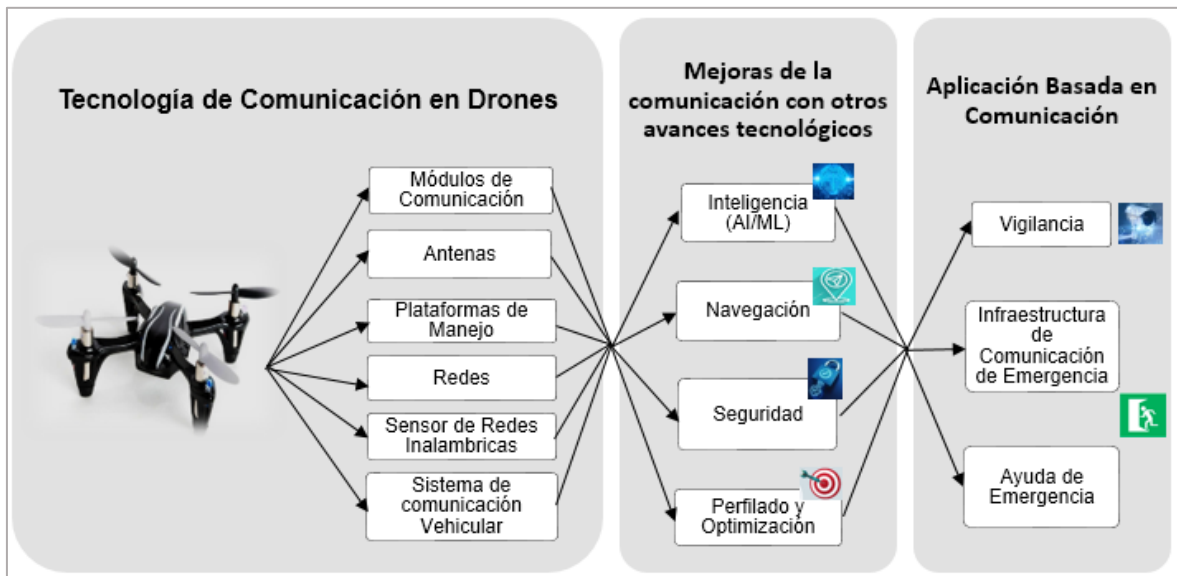 Tecnología de Comunicación en Drones
Módulos de
Comunicación
Antenas
Plataformas de
Manejo
Redes
Sensor de Redes
Inalambricas
Sistema de
comunicación
Vehicular
Mejoras de la
comunicación con otros
avances tecnológicos
Inteligencia
(AI/ML)
Navegación
Seguridad
Perfilado y
Optimización
Aplicación Basada en
Comunicación
Vigilancia
Infraestructura
de
Comunicación
de Emergencia
Ayuda de
Emergencia